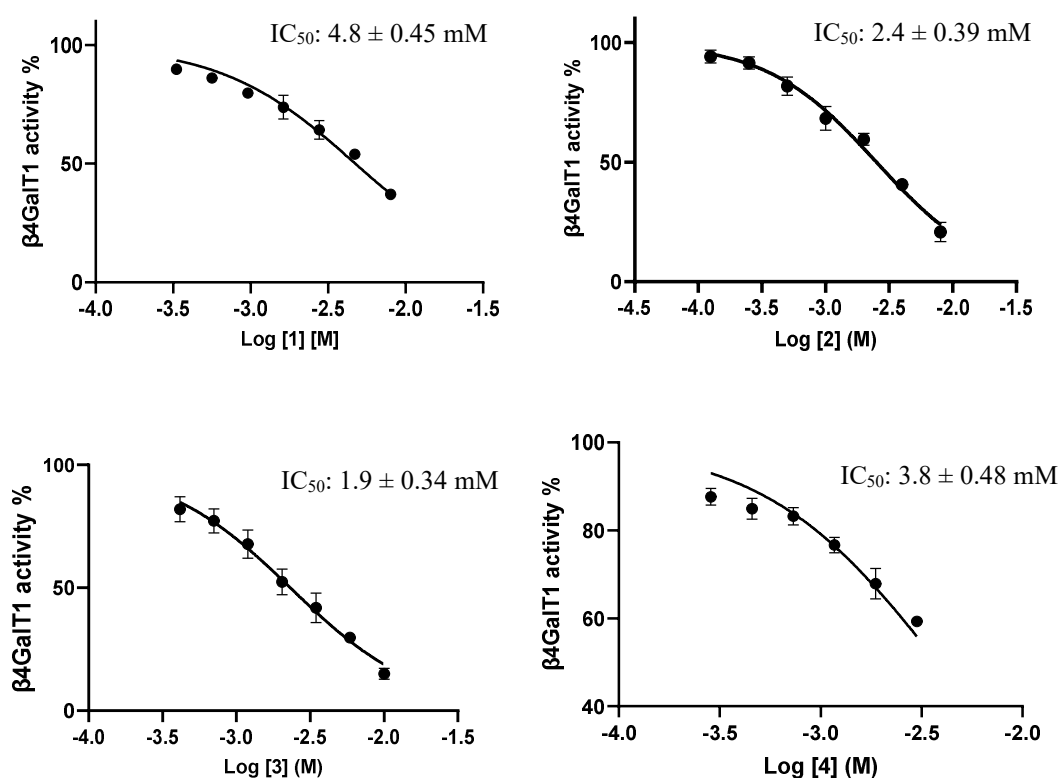 IC₅₀: 4.8 ± 0.45 mM
β4GalT1 activity %
100
50
0
-4.0 -3.5 -3.0 -2.5 -2.0 -1.5
Log [1] [M]
IC₅₀: 2.4 ± 0.39 mM
β4GalT1 activity %
100
50
0
-4.5 -4.0 -3.5 -3.0 -2.5 -2.0 -1.5
Log [2] (M)
IC₅₀: 1.9 ± 0.34 mM
β4GalT1 activity %
100
50
0
-4.0 -3.5 -3.0 -2.5 -2.0 -1.5
Log [3] (M)
IC₅₀: 3.8 ± 0.48 mM
β4GalT1 activity %
100
80
60
40
-4.0 -3.5 -3.0 -2.5 -2.0
Log [4] (M)